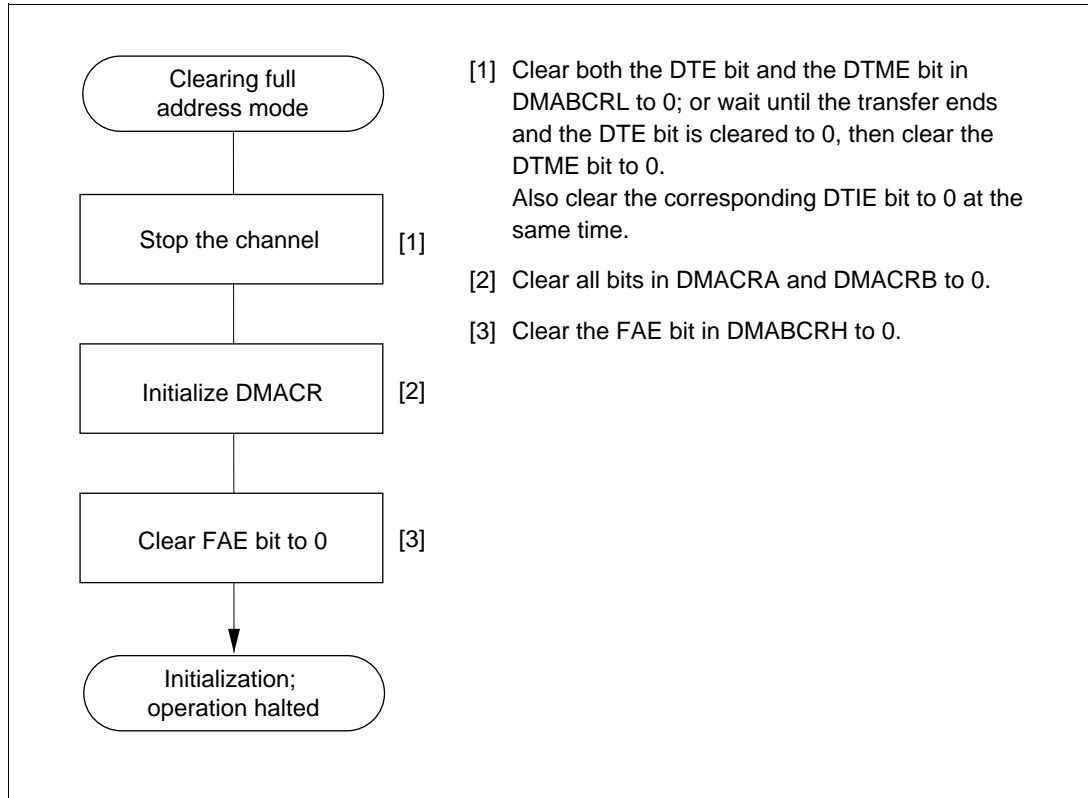 Clearing full
address mode
Stop the channel
[1]
Initialize DMACR
[2]
Clear FAE bit to 0
[3]
Initialization;
operation halted
[1] Clear both the DTE bit and the DTME bit in
DMABCRL to 0; or wait until the transfer ends
and the DTE bit is cleared to 0, then clear the
DTME bit to 0.
Also clear the corresponding DTIE bit to 0 at the
same time.
[2] Clear all bits in DMACRA and DMACRB to 0.
[3] Clear the FAE bit in DMABCRH to 0.